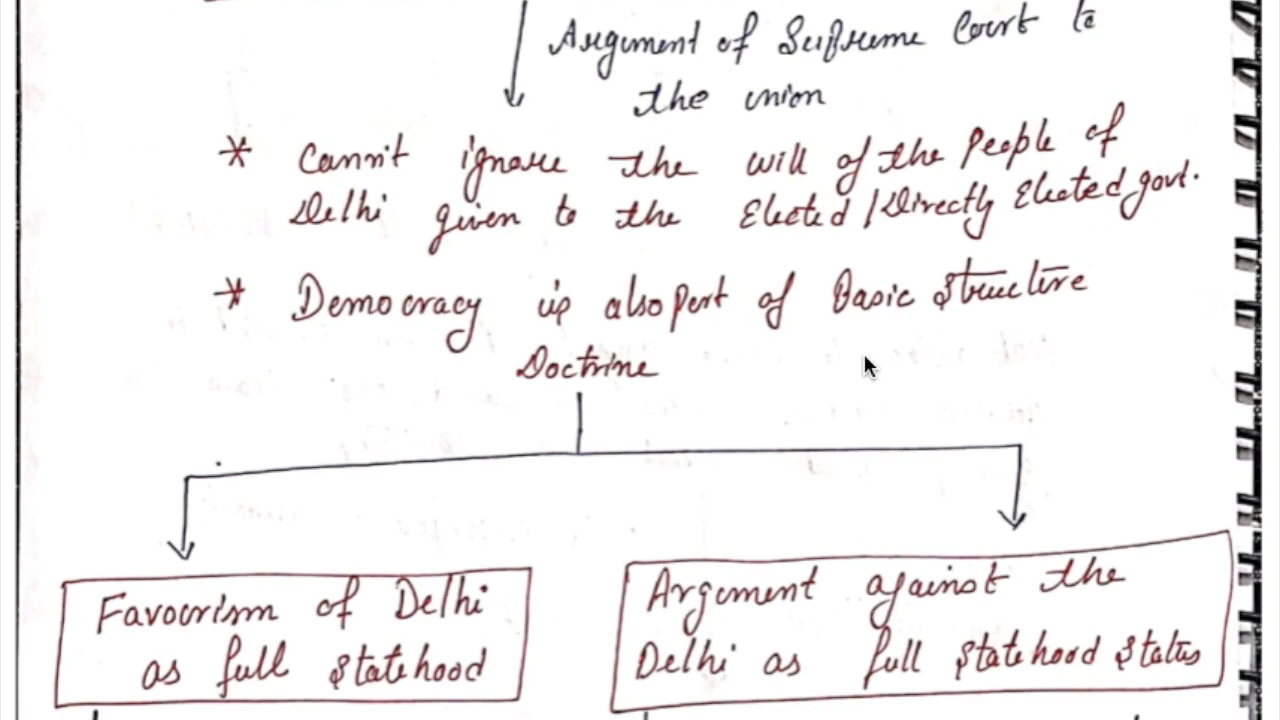 Argument of Supreme Court to
the union
* Cann't ignore the will of the People of
Delhi given to the Elected / Directly Elected govt.
* Democracy is also Part of Basic Structure
Doctrine
Favourism of Delhi
as full statehood
Argument against the
Delhi as full statehood status